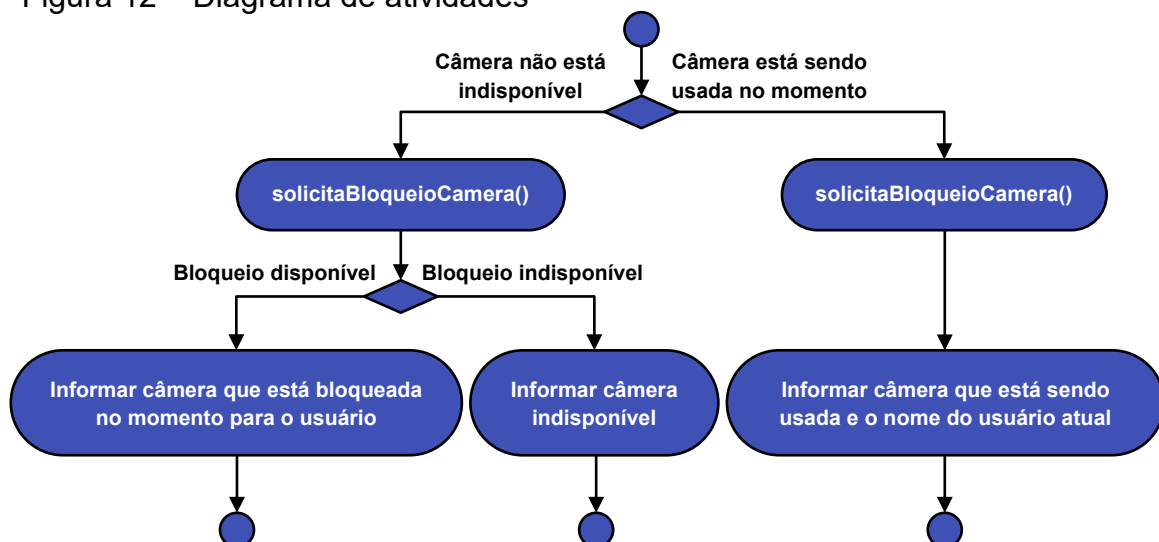 Figura 12 – Diagrama de atividades
Câmera não está
indisponível
Câmera está sendo
usada no momento
solicitaBloqueioCamera()
solicitaBloqueioCamera()
Bloqueio disponível
Bloqueio indisponível
Informar câmera que está bloqueada
no momento para o usuário
Informar câmera
indisponível
Informar câmera que está sendo
usada e o nome do usuário atual